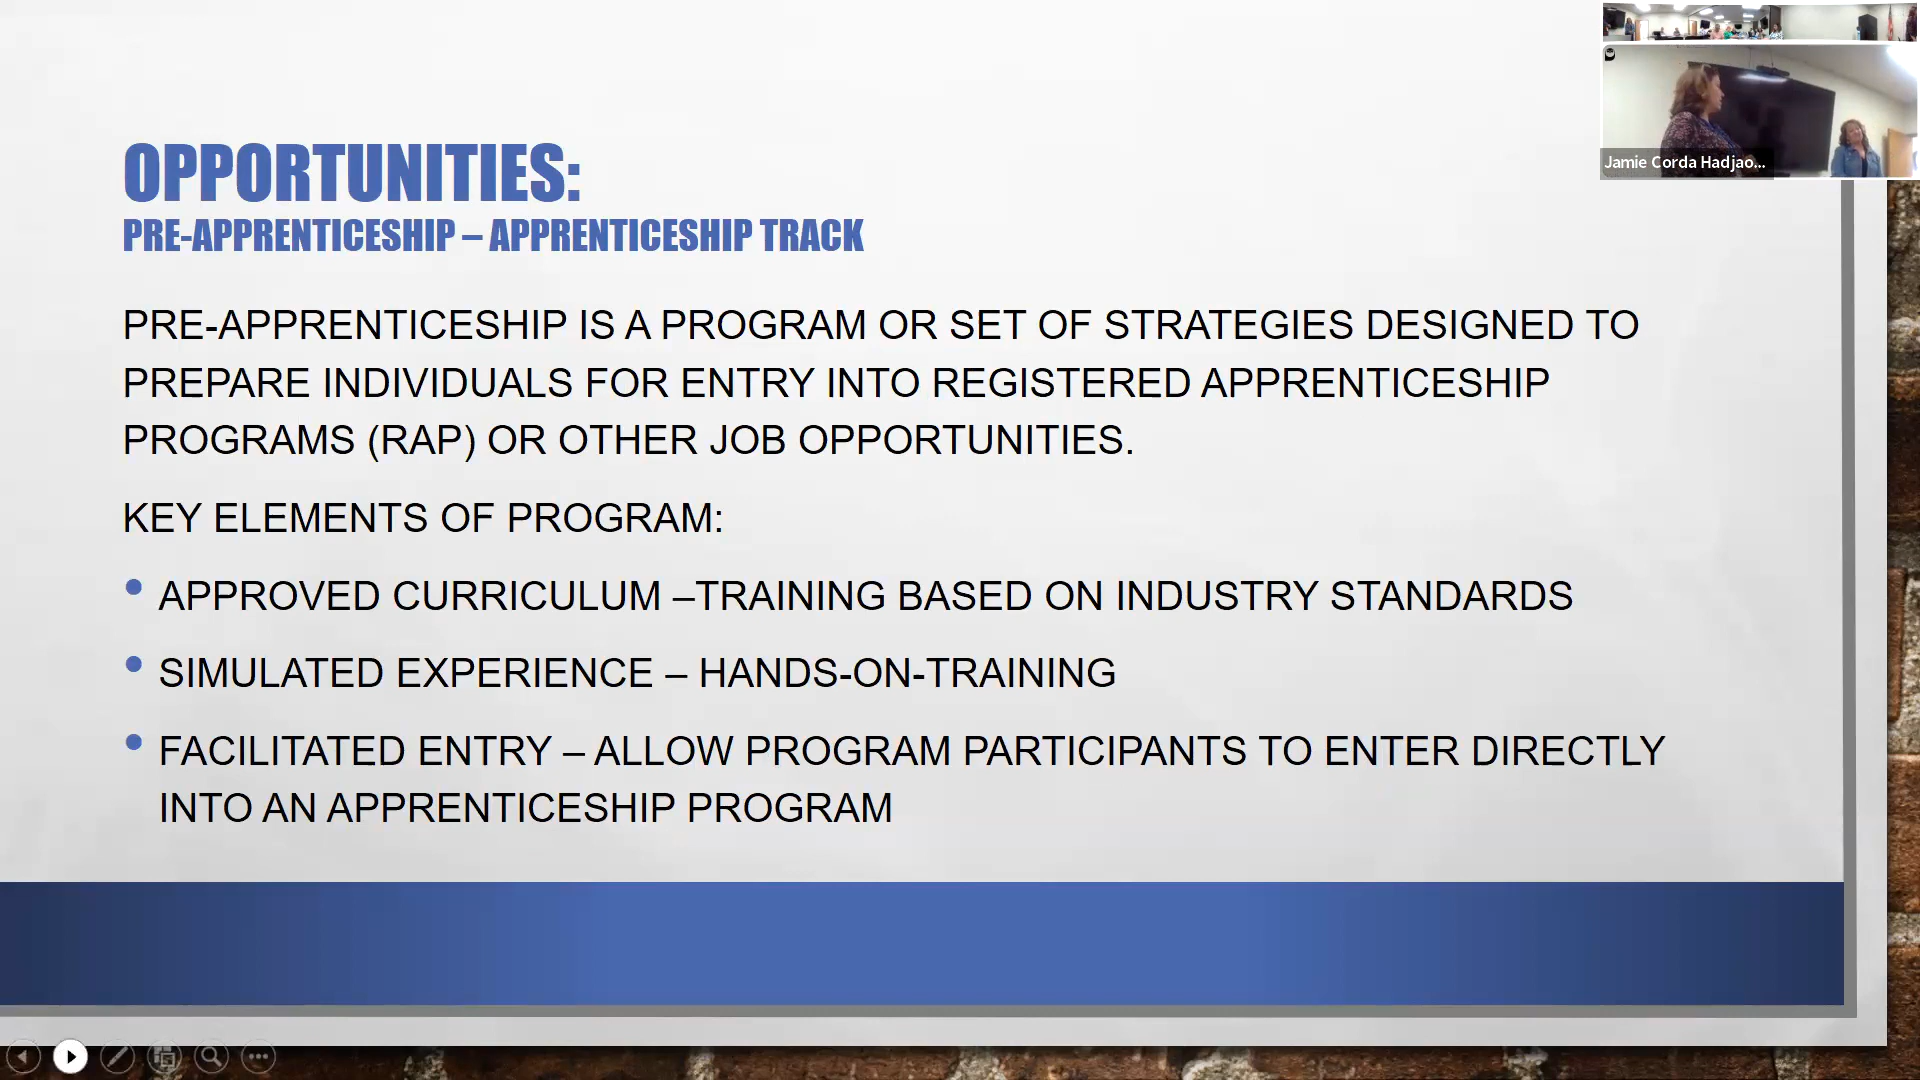 OPPORTUNITIES:
PRE-APPRENTICESHIP – APPRENTICESHIP TRACK
PRE-APPRENTICESHIP IS A PROGRAM OR SET OF STRATEGIES DESIGNED TO
PREPARE INDIVIDUALS FOR ENTRY INTO REGISTERED APPRENTICESHIP
PROGRAMS (RAP) OR OTHER JOB OPPORTUNITIES.
KEY ELEMENTS OF PROGRAM:
• APPROVED CURRICULUM –TRAINING BASED ON INDUSTRY STANDARDS
• SIMULATED EXPERIENCE – HANDS-ON-TRAINING
• FACILITATED ENTRY – ALLOW PROGRAM PARTICIPANTS TO ENTER DIRECTLY
INTO AN APPRENTICESHIP PROGRAM
Jamie Corda Hadjao...